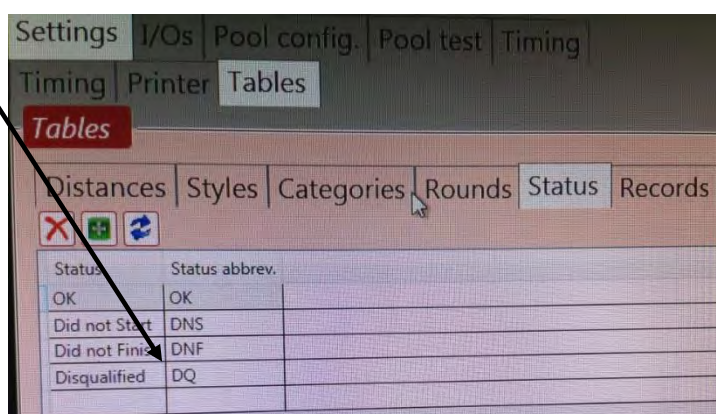 Settings I/Os Pool config. Pool test Timing
Timing Printer Tables
Tables
Distances Styles Categories Rounds Status Records
Status Status abbrev.
OK OK
Did not Start DNS
Did not Finis DNF
Disqualified DQ